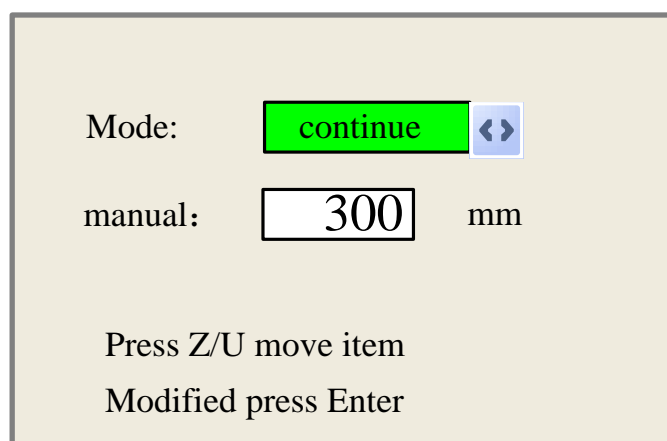 Mode: continue
manual： 300 mm
Press Z/U move item
Modified press Enter